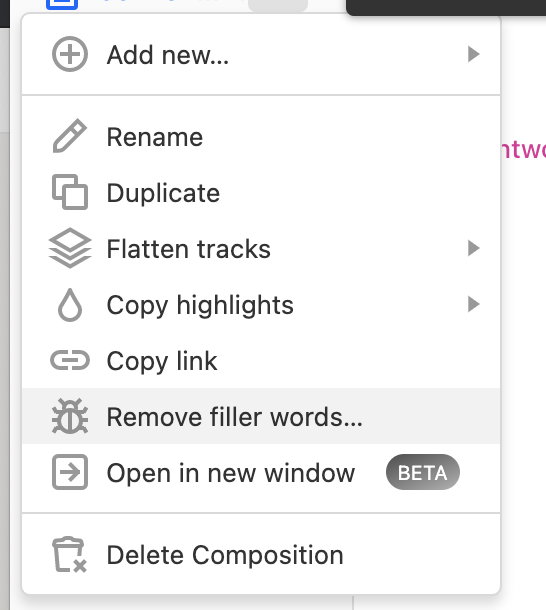 Add new...
Rename
Duplicate
Flatten tracks
Copy highlights
Copy link
Remove filler words...
Open in new window BETA
Delete Composition